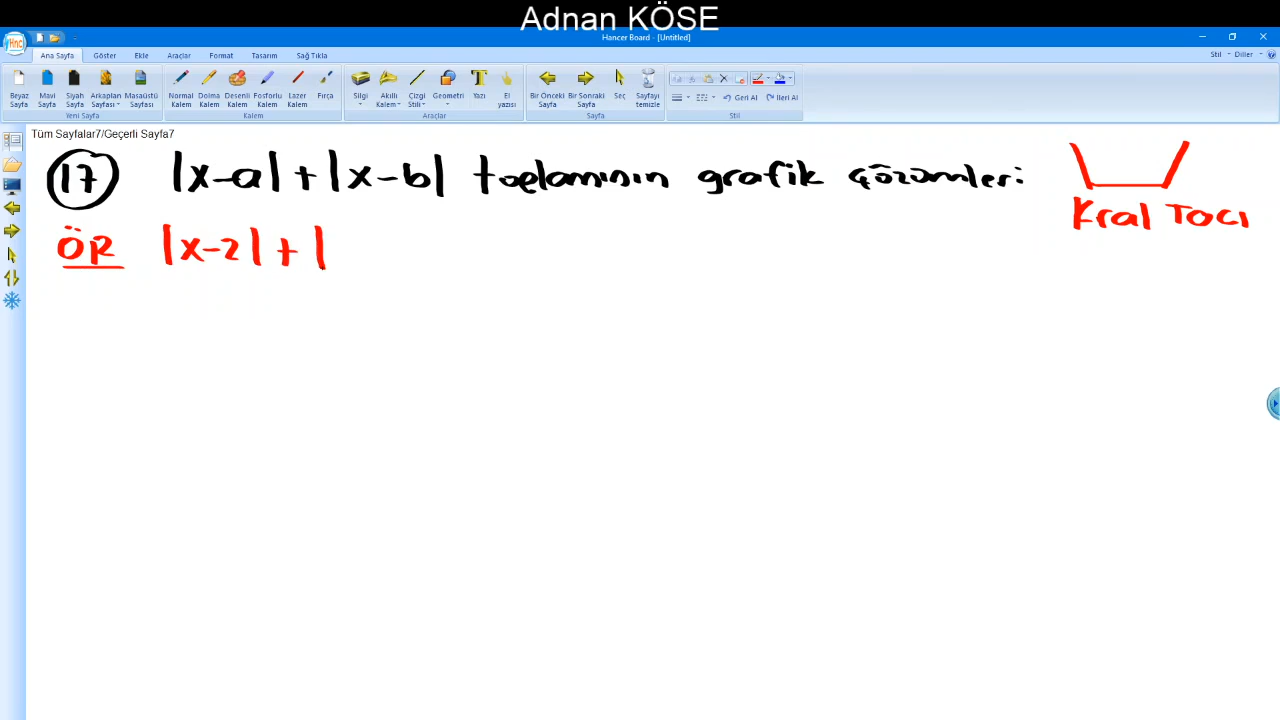 Adnan KÖSE
Hancer Board - [Untitled]
Hnc
Ana Sayfa Göster Ekle Araçlar Format Tasarım Sağ Tıkla Stil Diller
Beyaz Sayfa Mavi Sayfa Siyah Sayfa Arkaplan Sayfası Masaüstü Sayfası
Normal Kalem Dolma Kalem Desenli Kalem Fosforlu Kalem Lazer Kalem Fırça
Silgi Akıllı Kalem Çizgi Stili Geometri Yazı El yazısı
Bir Önceki Sayfa Bir Sonraki Sayfa Seç Sayfayı temizle
Geri Al İleri Al
Yeni Sayfa Kalem Araçlar Sayfa Stil
Tüm Sayfalar7/Geçerli Sayfa7
17 |x-a| + |x-b| toplamının grafik çözümleri:
Kral Tacı
ÖR |x-2| + |